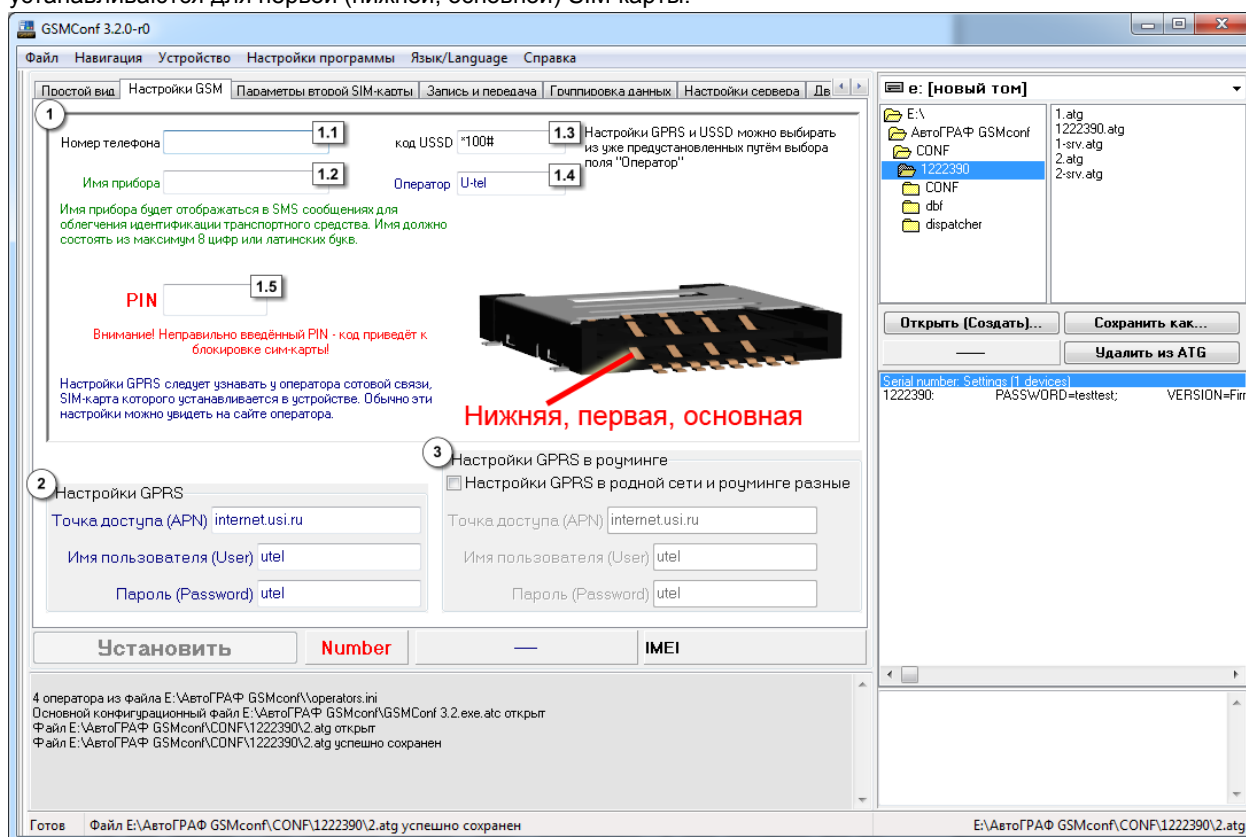 устанавливаются для первой (нижней, основной) SIM-карты.
GSMConf 3.2.0-r0
Файл Навигация Устройство Настройки программы Язык/Language Справка
Простой вид Настройки GSM Параметры второй SIM-карты Запись и передача Группировка данных Настройки сервера Дв
1
Номер телефона 1.1
код USSD *100# 1.3
Настройки GPRS и USSD можно выбирать
из уже предустановленных путём выбора
поля "Оператор"
Имя прибора 1.2
Оператор U-tel 1.4
Имя прибора будет отображаться в SMS сообщениях для
облегчения идентификации транспортного средства. Имя должно
состоять из максимум 8 цифр или латинских букв.
PIN 1.5
Внимание! Неправильно введённый PIN - код приведёт к
блокировке сим-карты!
Настройки GPRS следует узнавать у оператора сотовой связи,
SIM-карта которого устанавливается в устройстве. Обычно эти
настройки можно увидеть на сайте оператора.
Нижняя, первая, основная
2
Настройки GPRS
Точка доступа (APN) internet.usi.ru
Имя пользователя (User) utel
Пароль (Password) utel
3
Настройки GPRS в роуминге
Настройки GPRS в родной сети и роуминге разные
Точка доступа (APN) internet.usi.ru
Имя пользователя (User) utel
Пароль (Password) utel
Установить Number — IMEI
4 оператора из файла E:\АвтоГРАФ GSMconf\\operators.ini
Основной конфигурационный файл E:\АвтоГРАФ GSMconf\GSMConf 3.2.exe.atc открыт
Файл E:\АвтоГРАФ GSMconf\CONF\1222390\2.atg открыт
Файл E:\АвтоГРАФ GSMconf\CONF\1222390\2.atg успешно сохранен
e: [новый том]
E:\
АвтоГРАФ GSMconf
CONF
1222390
CONF
dbf
dispatcher
1.atg
1222390.atg
1-srv.atg
2.atg
2-srv.atg
Открыть (Создать)... Сохранить как...
— Удалить из ATG
Serial number: Settings (1 devices)
1222390: PASSWORD=testtest; VERSION=Fir
Готов Файл E:\АвтоГРАФ GSMconf\CONF\1222390\2.atg успешно сохранен E:\АвтоГРАФ GSMconf\CONF\1222390\2.atg